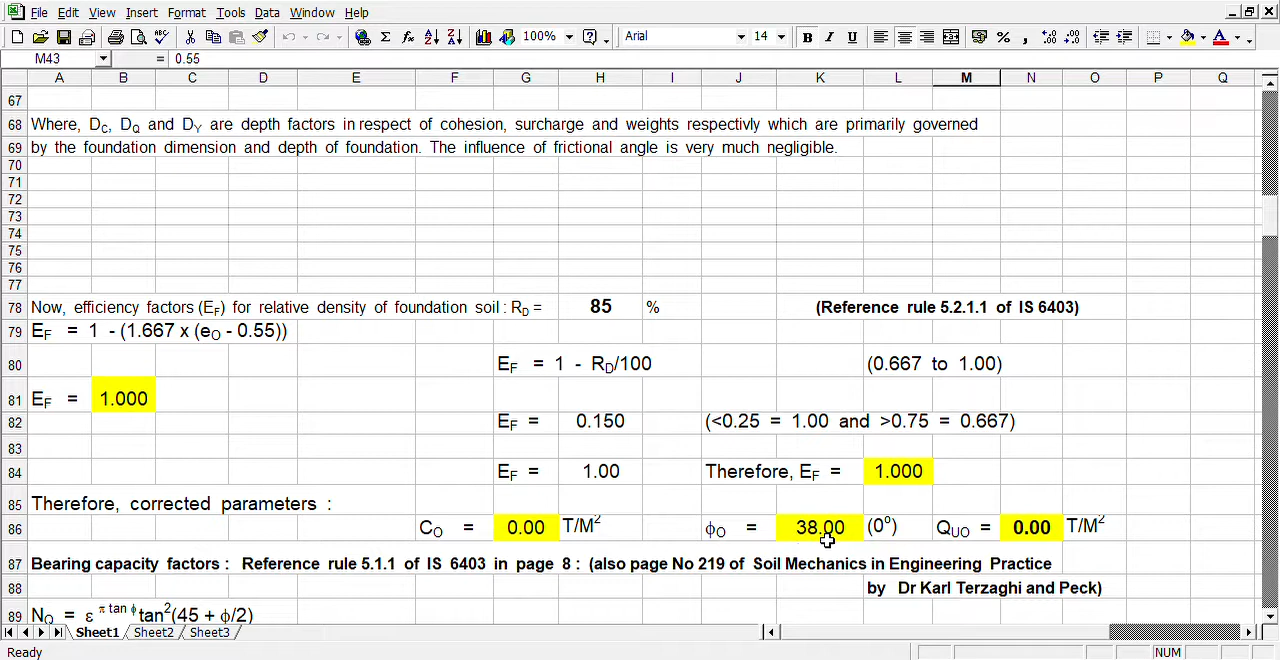 File Edit View Insert Format Tools Data Window Help
100% Arial 14 B I U
M43 = 0.55
A B C D E F G H I J K L M N O P Q
67
68 Where, DC, DQ and DY are depth factors in respect of cohesion, surcharge and weights respectivly which are primarily governed
69 by the foundation dimension and depth of foundation. The influence of frictional angle is very much negligible.
70
71
72
73
74
75
76
77
78 Now, efficiency factors (EF) for relative density of foundation soil : RD = 85 % (Reference rule 5.2.1.1 of IS 6403)
79 EF = 1 - (1.667 x (eO - 0.55))
80 EF = 1 - RD/100 (0.667 to 1.00)
81 EF = 1.000
82 EF = 0.150 (<0.25 = 1.00 and >0.75 = 0.667)
83
84 EF = 1.00 Therefore, EF = 1.000
85 Therefore, corrected parameters :
86 CO = 0.00 T/M² ϕO = 38.00 (0⁰) QUO = 0.00 T/M²
87 Bearing capacity factors : Reference rule 5.1.1 of IS 6403 in page 8 : (also page No 219 of Soil Mechanics in Engineering Practice
88 by Dr Karl Terzaghi and Peck)
89 NQ = ε^π tan ϕ tan²(45 + ϕ/2)
Sheet1 Sheet2 Sheet3
Ready NUM